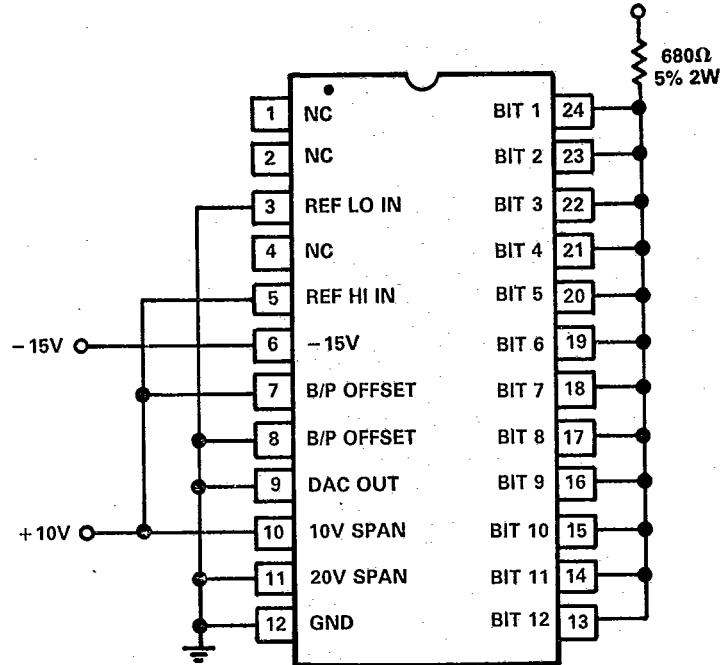 680Ω
5% 2W
1 NC BIT 1 24
2 NC BIT 2 23
3 REF LO IN BIT 3 22
4 NC BIT 4 21
5 REF HI IN BIT 5 20
−15V 6 −15V BIT 6 19
7 B/P OFFSET BIT 7 18
8 B/P OFFSET BIT 8 17
9 DAC OUT BIT 9 16
+10V 10 10V SPAN BIT 10 15
11 20V SPAN BIT 11 14
12 GND BIT 12 13